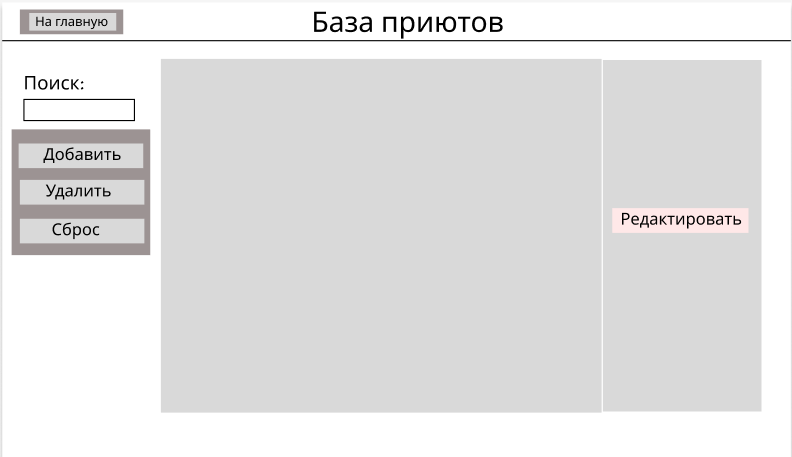 На главную
База приютов
Поиск:
Добавить
Удалить
Сброс
Редактировать